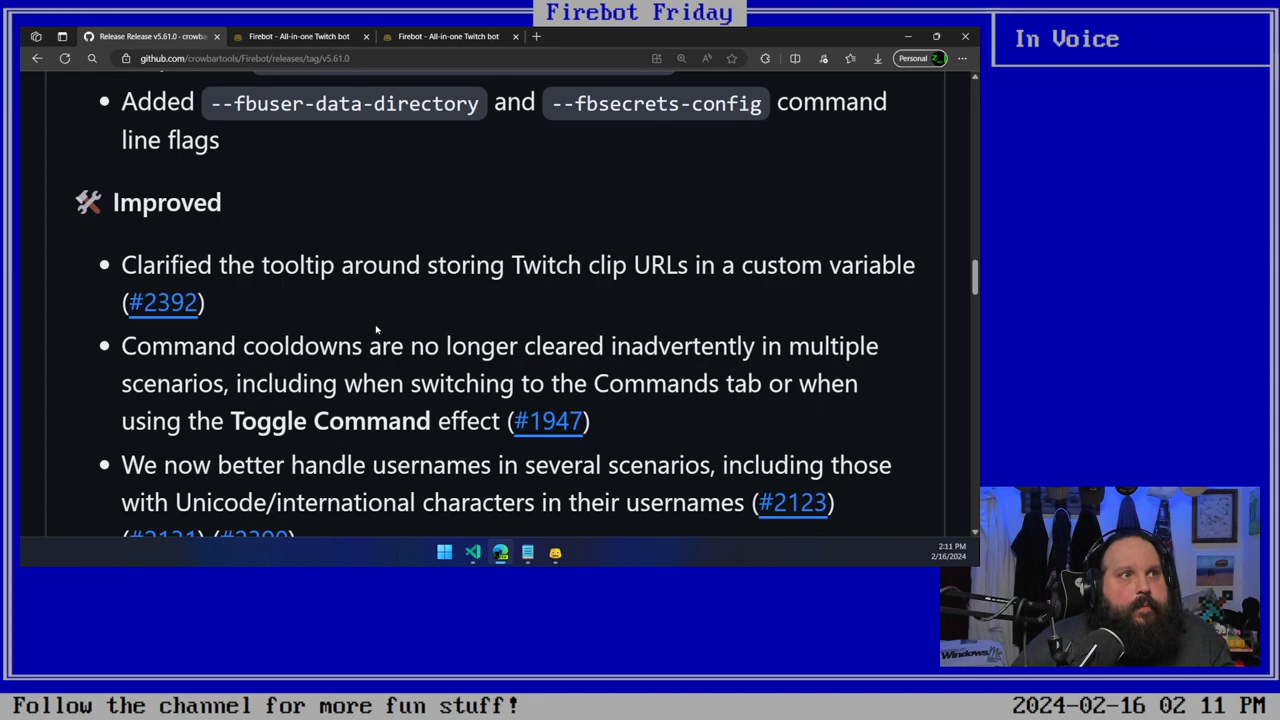 Firebot Friday
In Voice
Release Release v5.61.0 · crowb
Firebot - All-in-one Twitch bot
Firebot - All-in-one Twitch bot
github.com/crowbartools/Firebot/releases/tag/v5.61.0
Personal
Added --fbuser-data-directory and --fbsecrets-config command
line flags
Improved
Clarified the tooltip around storing Twitch clip URLs in a custom variable
(#2392)
Command cooldowns are no longer cleared inadvertently in multiple
scenarios, including when switching to the Commands tab or when
using the Toggle Command effect (#1947)
We now better handle usernames in several scenarios, including those
with Unicode/international characters in their usernames (#2123)
2:11 PM
2/16/2024
Follow the channel for more fun stuff!
2024-02-16 02 11 PM